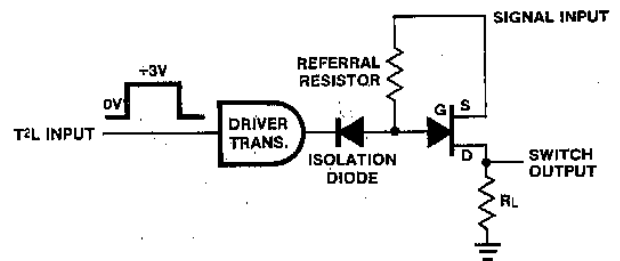 SIGNAL INPUT
REFERRAL
RESISTOR
÷3V
0V
G S
T²L INPUT
DRIVER
TRANS.
D
SWITCH
OUTPUT
ISOLATION
DIODE
RL